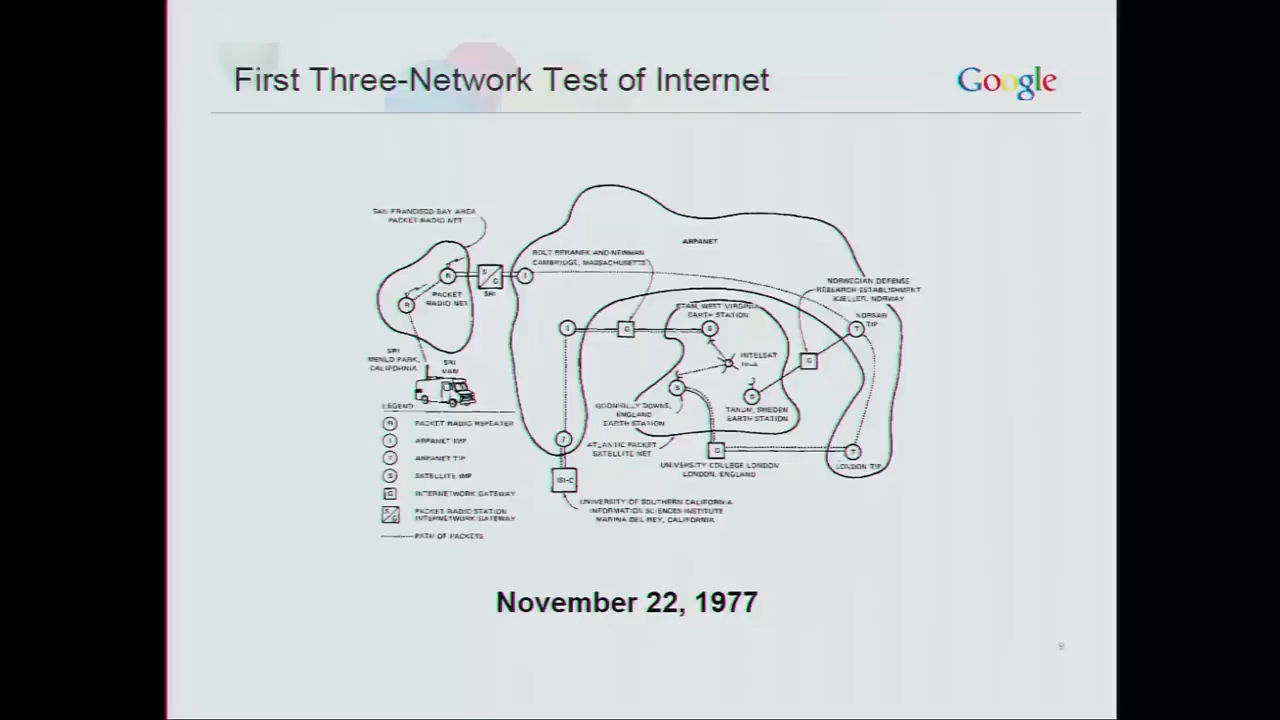 First Three-Network Test of Internet
Google
SAN FRANCISCO BAY AREA
PACKET RADIO NET
ARPANET
BOLT BERANEK AND NEWMAN
CAMBRIDGE, MASSACHUSETTS
R
S
G
I
SRI
PACKET
RADIO NET
R
NORWEGIAN DEFENSE
RESEARCH ESTABLISHMENT
KJELLER, NORWAY
ETAM, WEST VIRGINIA
EARTH STATION
NORSAR
TIP
I
G
S
T
SRI
MENLO PARK,
CALIFORNIA
SRI
VAN
INTELSAT
IV-A
G
S
S
GOONHILLY DOWNS,
ENGLAND
EARTH STATION
TANUM, SWEDEN
EARTH STATION
LEGEND
R PACKET RADIO REPEATER
I ARPANET IMP
T ARPANET TIP
S SATELLITE IMP
G INTERNETWORK GATEWAY
S
G
PACKET RADIO STATION
INTERNETWORK GATEWAY
PATH OF PACKETS
I
ATLANTIC PACKET
SATELLITE NET
G
T
UNIVERSITY COLLEGE LONDON
LONDON, ENGLAND
LONDON TIP
ISI-C
UNIVERSITY OF SOUTHERN CALIFORNIA
INFORMATION SCIENCES INSTITUTE
MARINA DEL REY, CALIFORNIA
November 22, 1977
9